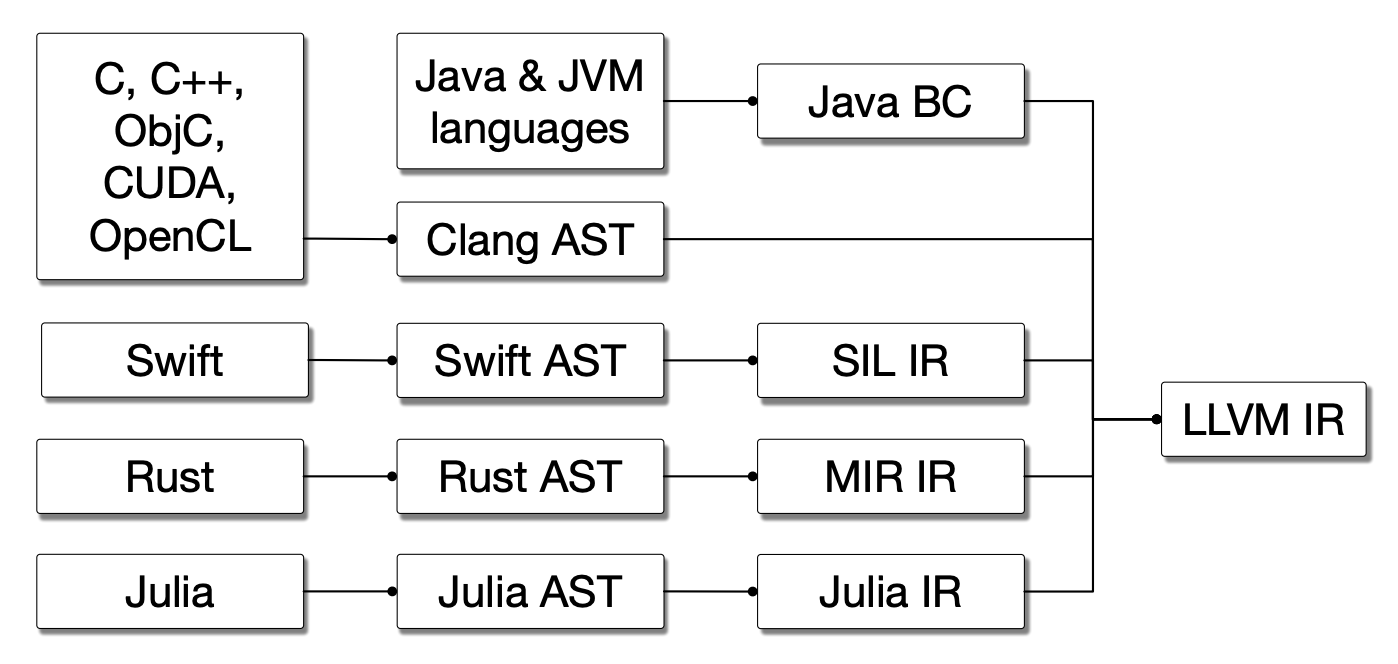 C, C++,
ObjC,
CUDA,
OpenCL
Java & JVM
languages
Java BC
Clang AST
Swift
Swift AST
SIL IR
LLVM IR
Rust
Rust AST
MIR IR
Julia
Julia AST
Julia IR